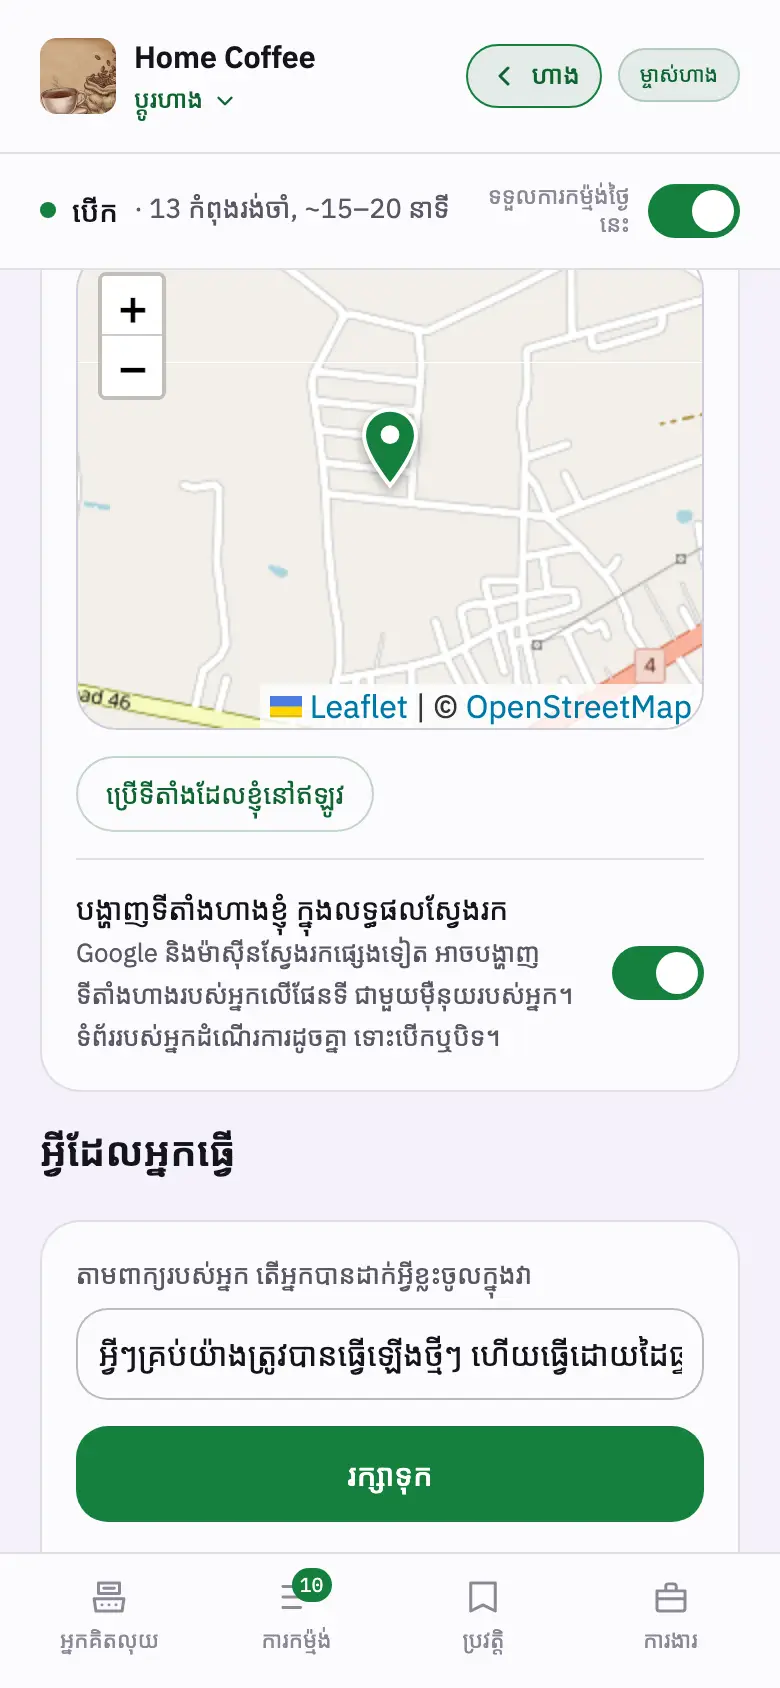 Home Coffee
ប្ដូរហាង
ហាង
ម្ចាស់ហាង
បើក · 13 កំពុងរង់ចាំ, ~15–20 នាទី
ទទួលការកម្ម៉ង់ថ្ងៃ
នេះ
+
−
4
ad 46
Leaflet | © OpenStreetMap
ប្រើទីតាំងដែលខ្ញុំនៅឥឡូវ
បង្ហាញទីតាំងហាងខ្ញុំ ក្នុងលទ្ធផលស្វែងរក
Google និងម៉ាស៊ីនស្វែងរកផ្សេងទៀត អាចបង្ហាញ
ទីតាំងហាងរបស់អ្នកលើផែនទី ជាមួយម៉ឺនុយរបស់អ្នក។
ទំព័ររបស់អ្នកដំណើរការដូចគ្នា ទោះបើកឬបិទ។
អ្វីដែលអ្នកធ្វើ
តាមពាក្យរបស់អ្នក តើអ្នកបានដាក់អ្វីខ្លះចូលក្នុងវា
អ្វីៗគ្រប់យ៉ាងត្រូវបានធ្វើឡើងថ្មីៗ ហើយធ្វើដោយដៃ
រក្សាទុក
10
អ្នកគិតលុយ
ការកម្ម៉ង់
ប្រវត្តិ
ការងារ